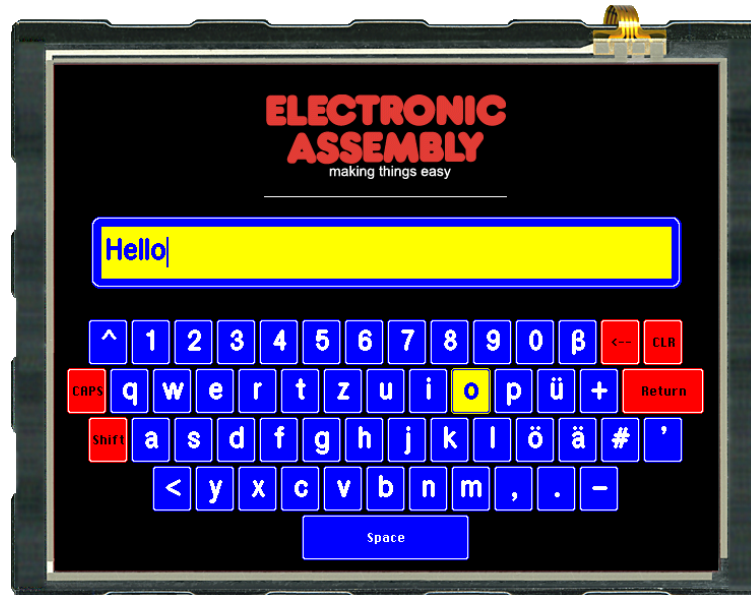 ELECTRONIC
ASSEMBLY
making things easy
Hello
^ 1 2 3 4 5 6 7 8 9 0 β <-- CLR
CAPS q w e r t z u i o p ü + Return
Shift a s d f g h j k l ö ä # ’
< y x c v b n m , . –
Space